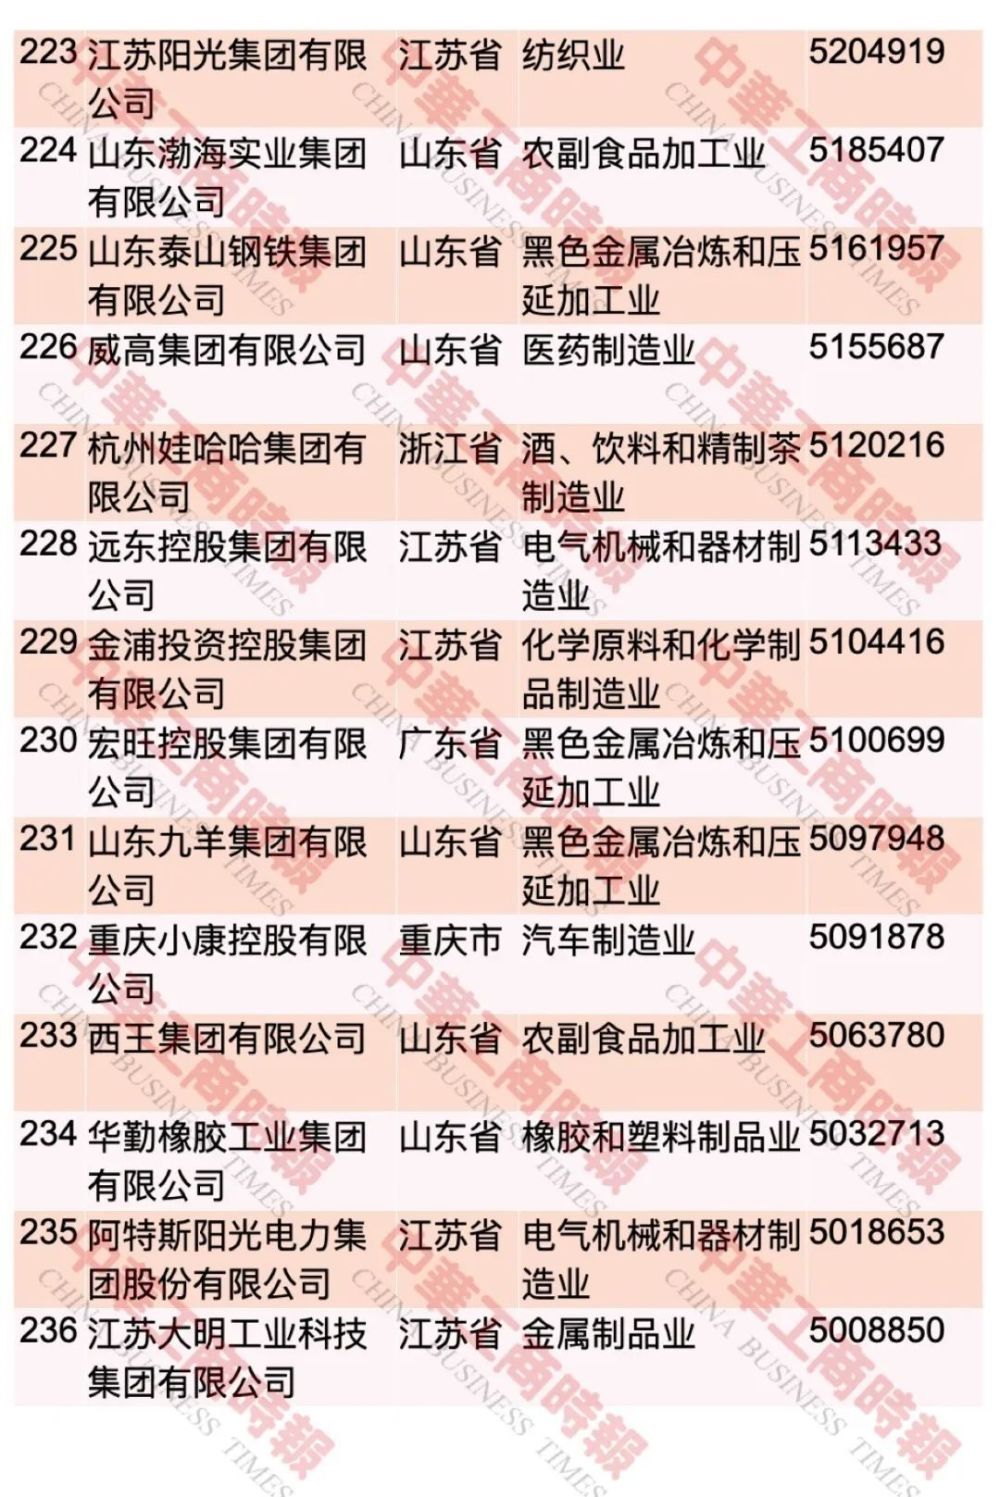 223 江苏阳光集团有限 江苏省 纺织业 5204919
公司
224 山东渤海实业集团 山东省 农副食品加工业 5185407
有限公司
225 山东泰山钢铁集团 山东省 黑色金属冶炼和压 5161957
有限公司 延加工业
226 威高集团有限公司 山东省 医药制造业 5155687
227 杭州娃哈哈集团有 浙江省 酒、饮料和精制茶 5120216
限公司 制造业
228 远东控股集团有限 江苏省 电气机械和器材制 5113433
公司 造业
229 金浦投资控股集团 江苏省 化学原料和化学制 5104416
有限公司 品制造业
230 宏旺控股集团有限 广东省 黑色金属冶炼和压 5100699
公司 延加工业
231 山东九羊集团有限 山东省 黑色金属冶炼和压 5097948
公司 延加工业
232 重庆小康控股有限 重庆市 汽车制造业 5091878
公司
233 西王集团有限公司 山东省 农副食品加工业 5063780
234 华勤橡胶工业集团 山东省 橡胶和塑料制品业 5032713
有限公司
235 阿特斯阳光电力集 江苏省 电气机械和器材制 5018653
团股份有限公司 造业
236 江苏大明工业科技 江苏省 金属制品业 5008850
集团有限公司
中華工商時報
CHINA BUSINESS TIMES